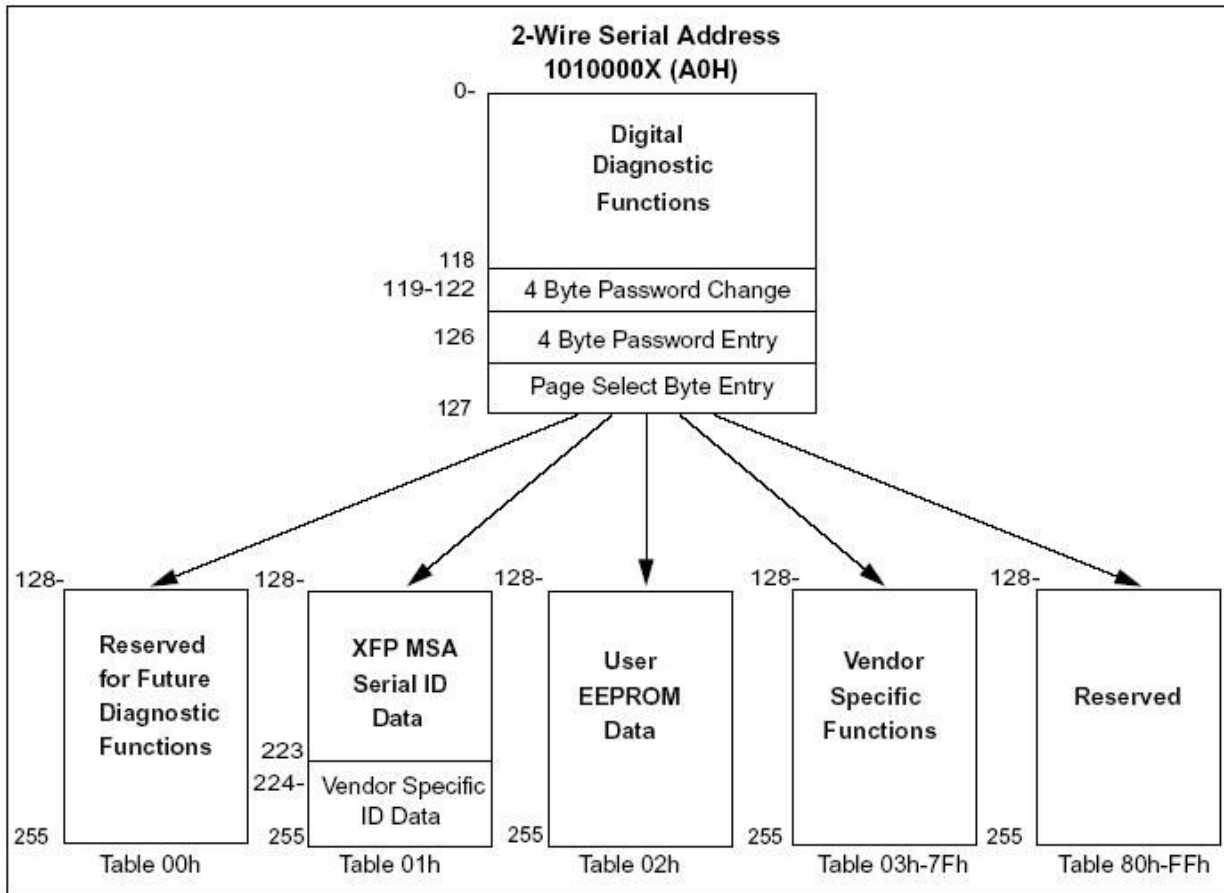 2-Wire Serial Address
1010000X (A0H)
0-
Digital
Diagnostic
Functions
118
119-122
4 Byte Password Change
126
4 Byte Password Entry
Page Select Byte Entry
127
128-
128-
128-
128-
128-
Reserved
for Future
Diagnostic
Functions
255
Table 00h
XFP MSA
Serial ID
Data
223
224-
Vendor Specific
ID Data
255
Table 01h
User
EEPROM
Data
255
Table 02h
Vendor
Specific
Functions
255
Table 03h-7Fh
Reserved
255
Table 80h-FFh